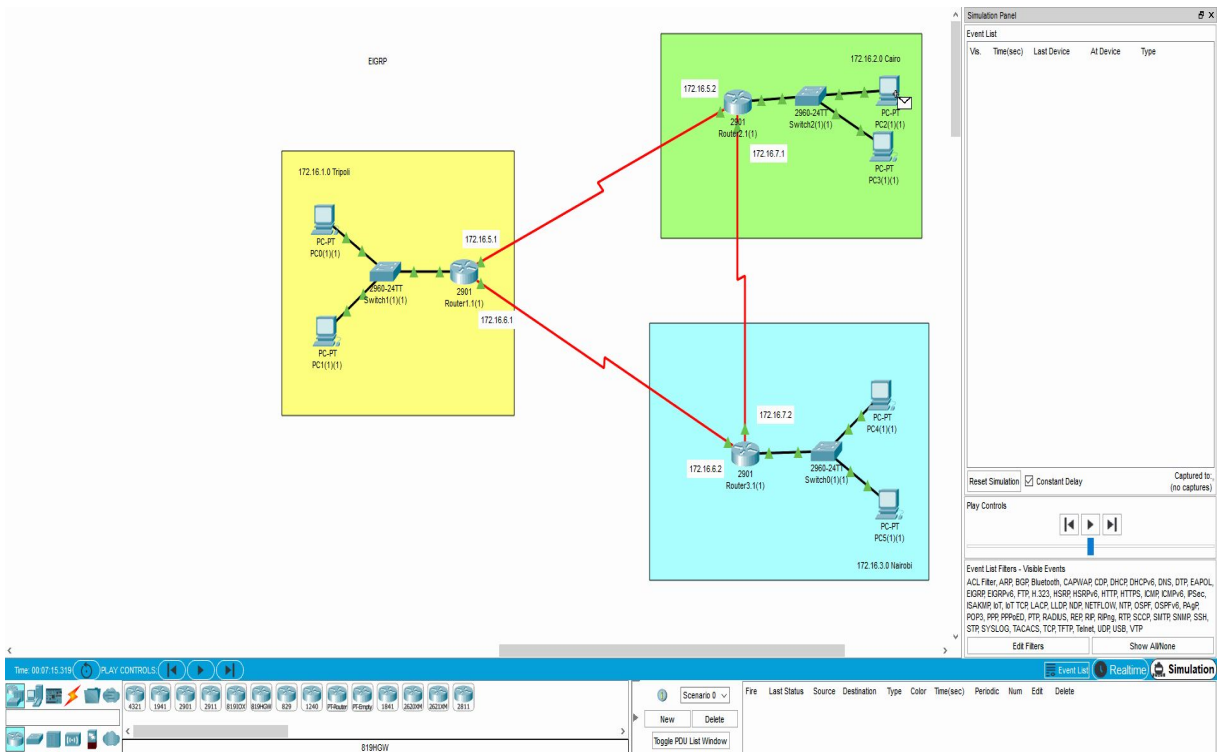 EIGRP
172.16.2.0 Cairo
172.16.5.2
2901
Router2.1(1)
2960-24TT
Switch2(1)(1)
PC-PT
PC2(1)(1)
172.16.7.1
PC-PT
PC3(1)(1)
172.16.1.0 Tripoli
PC-PT
PC0(1)(1)
172.16.5.1
2960-24TT
Switch1(1)(1)
2901
Router1.1(1)
172.16.6.1
PC-PT
PC1(1)(1)
172.16.7.2
PC-PT
PC4(1)(1)
172.16.6.2
2901
Router3.1(1)
2960-24TT
Switch0(1)(1)
PC-PT
PC5(1)(1)
172.16.3.0 Nairobi
Simulation Panel
Event List
Vis. Time(sec) Last Device At Device Type
Reset Simulation Constant Delay
Captured to:
(no captures)
Play Controls
Event List Filters - Visible Events
ACL Filter, ARP, BGP, Bluetooth, CAPWAP, CDP, DHCP, DHCPv6, DNS, DTP, EAPOL,
EIGRP, EIGRPv6, FTP, H.323, HSRP, HSRPv6, HTTP, HTTPS, ICMP, ICMPv6, IPSec,
ISAKMP, IoT, IoT TCP, LACP, LLDP, NDP, NETFLOW, NTP, OSPF, OSPFv6, PAgP,
POP3, PPP, PPPoED, PTP, RADIUS, REP, RIP, RIPng, RTP, SCCP, SMTP, SNMP, SSH,
STP, SYSLOG, TACACS, TCP, TFTP, Telnet, UDP, USB, VTP
Edit Filters Show All/None
Time: 00:07:15.319 PLAY CONTROLS: Event List Realtime Simulation
4321 1941 2901 2911 819IOX 819HGW 829 1240 PT-Router PT-Empty 1841 2620XM 2621XM 2811
819HGW
Scenario 0
New Delete
Toggle PDU List Window
Fire Last Status Source Destination Type Color Time(sec) Periodic Num Edit Delete